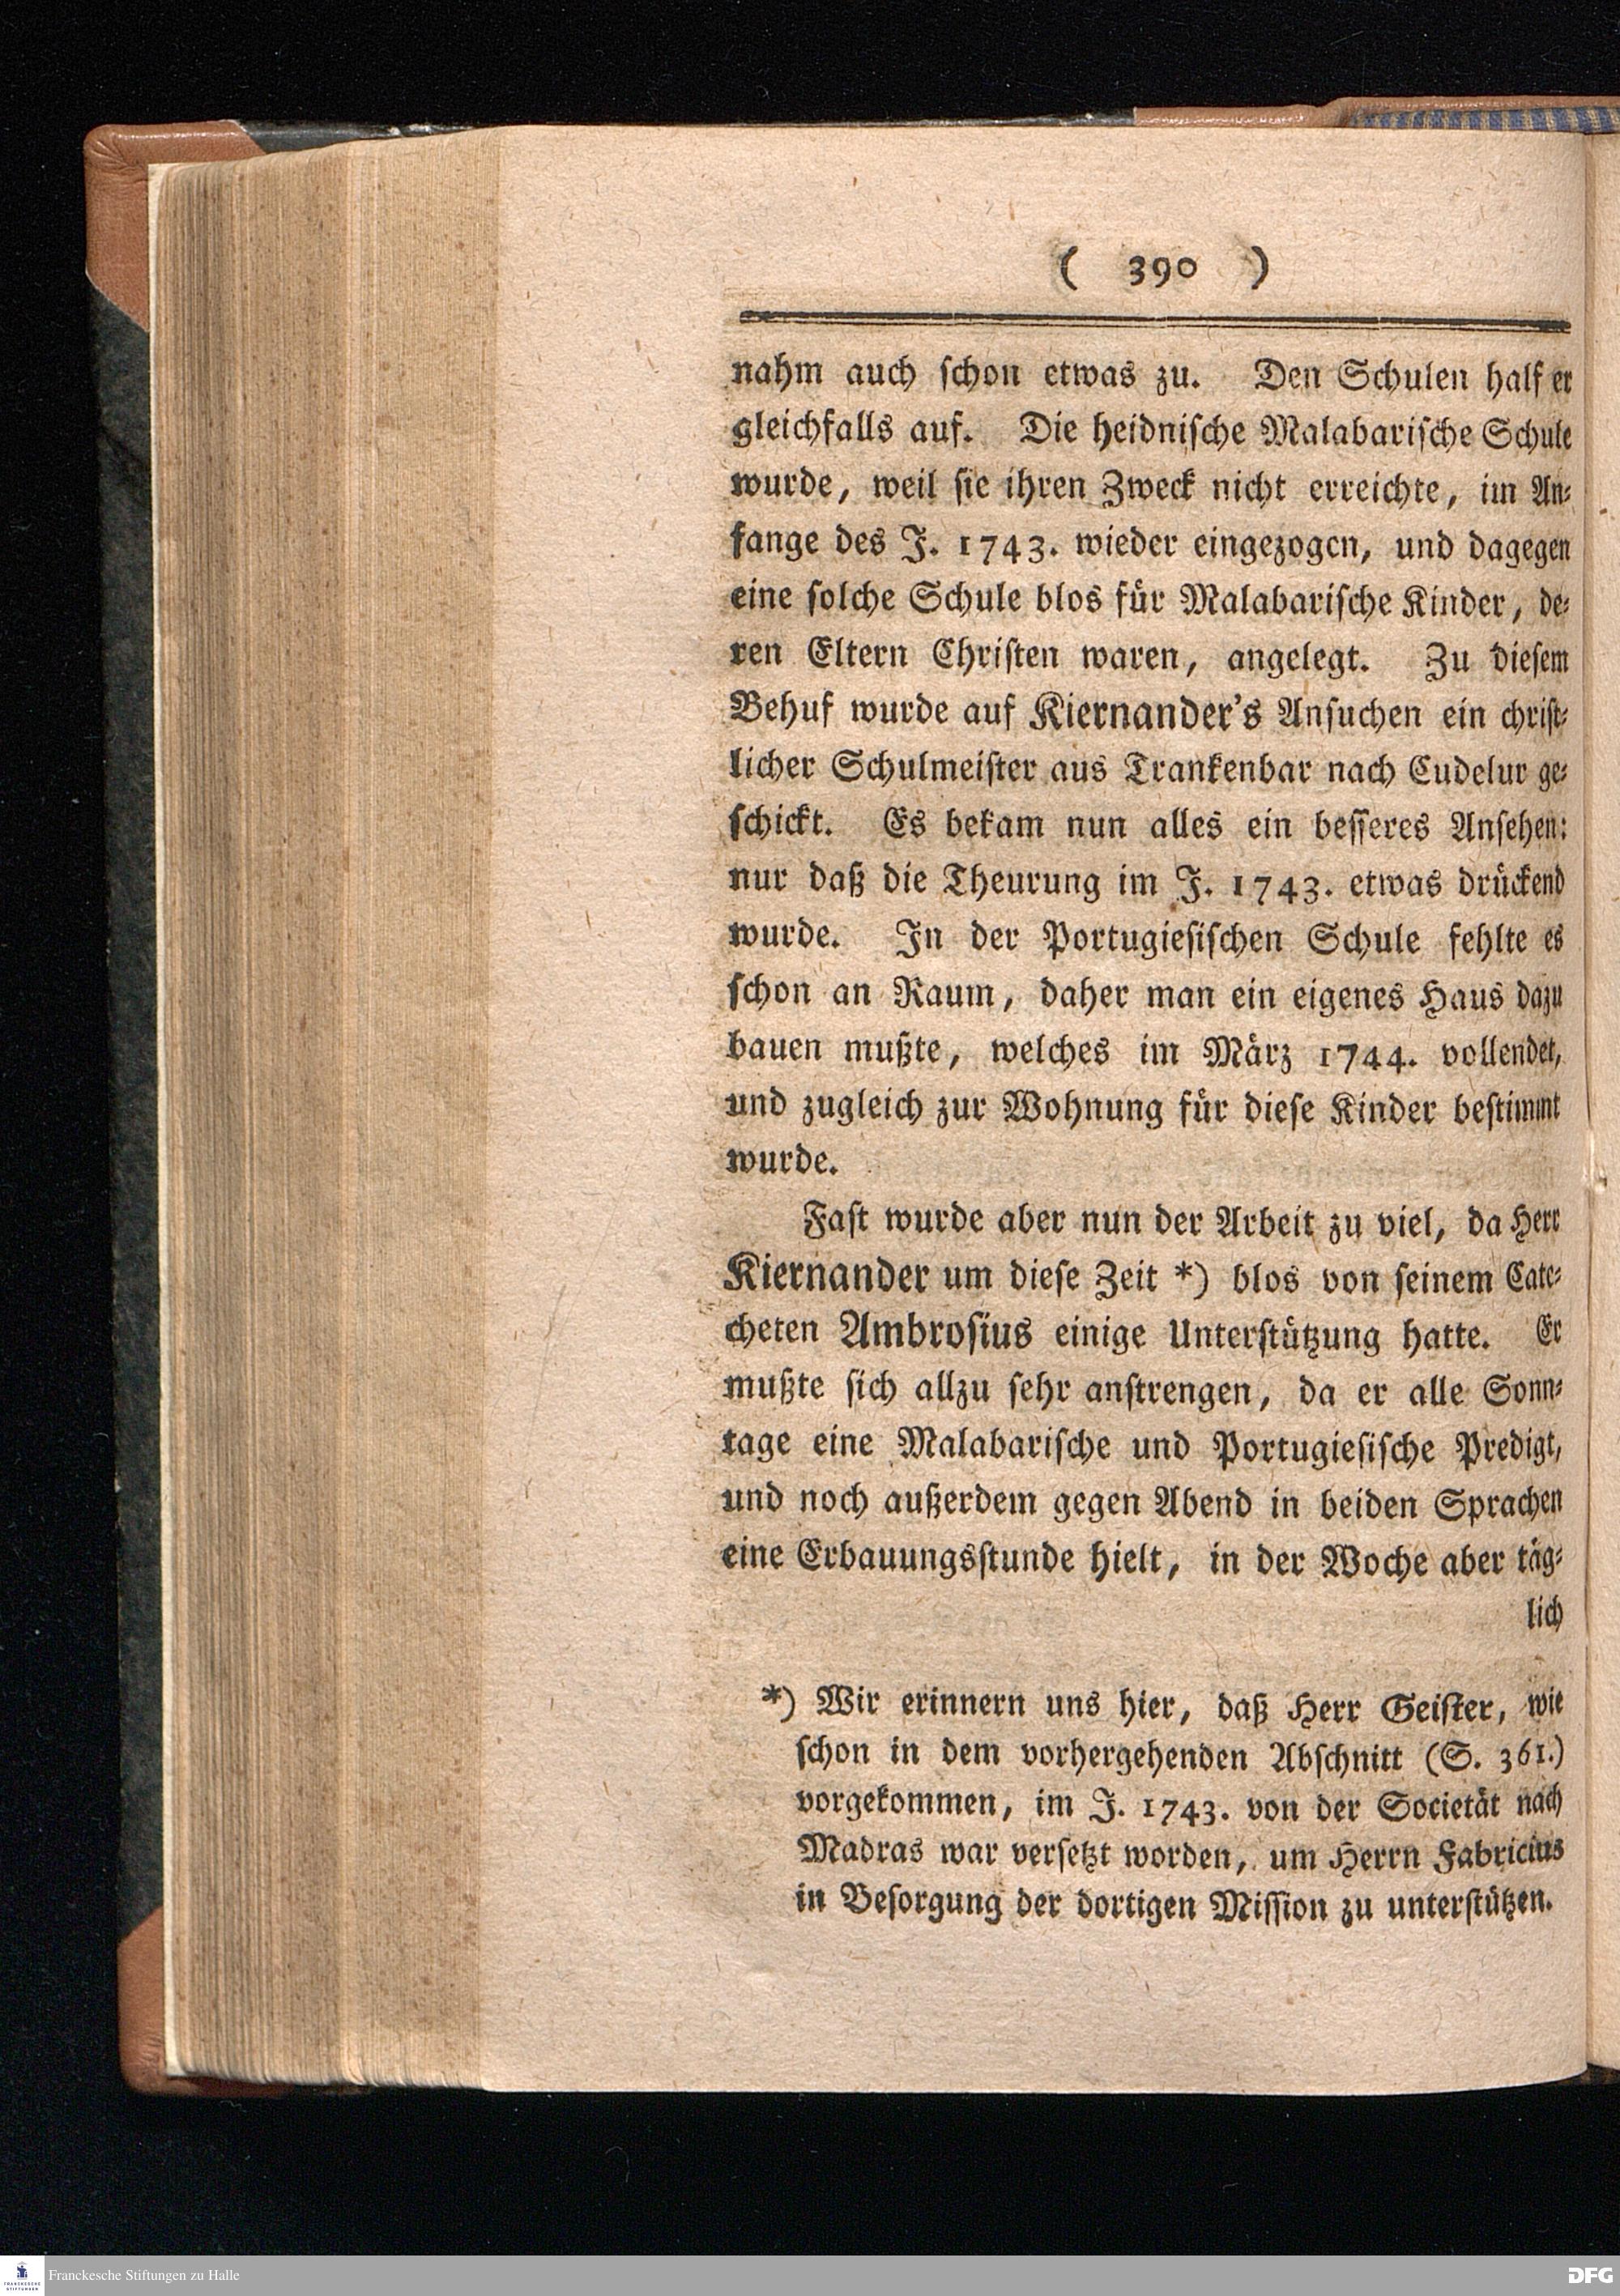 ( 390 )
nahm auch ſchon etwas zu. Den Schulen half er
gleichfalls auf. Die heidniſche Malabariſche Schule
wurde, weil ſie ihren Zweck nicht erreichte, im An⸗
fange des J. 1743. wieder eingezogen, und dagegen
eine ſolche Schule blos für Malabariſche Kinder, de⸗
ren Eltern Chriſten waren, angelegt. Zu dieſem
Behuf wurde auf Kiernander's Anſuchen ein chriſt⸗
licher Schulmeiſter aus Trankenbar nach Cudelur ge⸗
ſchickt. Es bekam nun alles ein beſſeres Anſehen:
nur daß die Theurung im J. 1743. etwas drückend
wurde. In der Portugieſiſchen Schule fehlte es
ſchon an Raum, daher man ein eigenes Haus dazu
bauen mußte, welches im März 1744. vollendet,
und zugleich zur Wohnung für dieſe Kinder beſtimmt
wurde.
Faſt wurde aber nun der Arbeit zu viel, da Herr
Kiernander um dieſe Zeit *) blos von ſeinem Cate⸗
cheten Ambroſius einige Unterſtützung hatte. Er
mußte ſich allzu ſehr anſtrengen, da er alle Sonn⸗
tage eine Malabariſche und Portugieſiſche Predigt,
und noch außerdem gegen Abend in beiden Sprachen
eine Erbauungsſtunde hielt, in der Woche aber täg⸗
lich
*) Wir erinnern uns hier, daß Herr Geiſter, wie
ſchon in dem vorhergehenden Abſchnitt (S. 361.)
vorgekommen, im J. 1743. von der Societät nach
Madras war verſetzt worden, um Herrn Fabricius
in Beſorgung der dortigen Miſſion zu unterſtützen.
FRANCKESCHE
STIFTUNGEN
Franckesche Stiftungen zu Halle
DFG